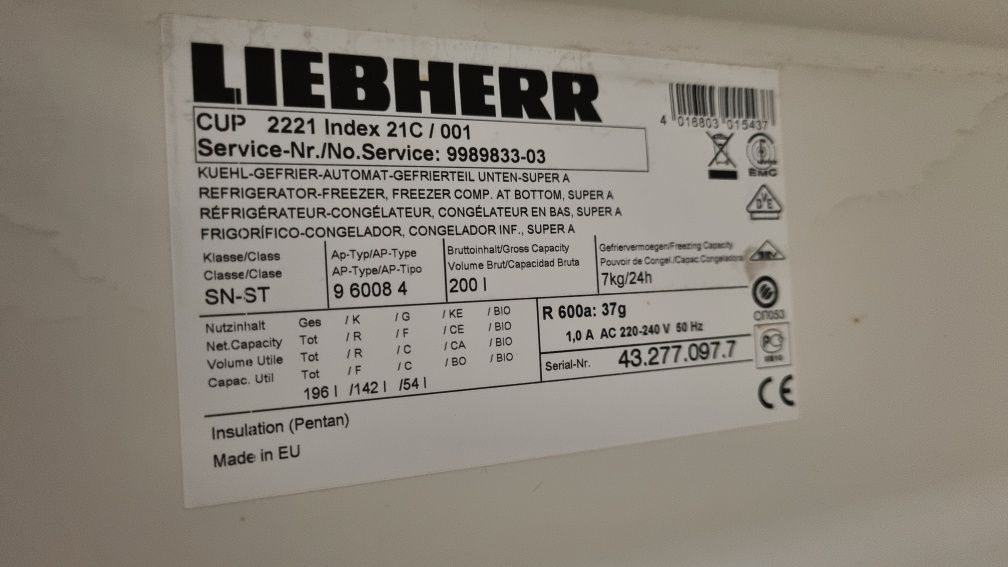 LIEBHERR
CUP 2221 Index 21C / 001
Service-Nr./No.Service: 9989833-03
4 016803 015437
KUEHL-GEFRIER-AUTOMAT-GEFRIERTEIL UNTEN-SUPER A
REFRIGERATOR-FREEZER, FREEZER COMP. AT BOTTOM, SUPER A
RÉFRIGÉRATEUR-CONGÉLATEUR, CONGÉLATEUR EN BAS, SUPER A
FRIGORÍFICO-CONGELADOR, CONGELADOR INF., SUPER A
EMC
Klasse/Class
Classe/Clase
SN-ST
Ap-Typ/AP-Type
AP-Type/AP-Tipo
9 6008 4
Bruttoinhalt/Gross Capacity
Volume Brut/Capacidad Bruta
200 l
Gefriervermoegen/Freezing Capacity
Pouvoir de Congel./Capac.Congeladora
7kg/24h
Nutzinhalt Ges / K / G / KE / BIO
Net.Capacity Tot / R / F / CE / BIO
Volume Utile Tot / R / C / CA / BIO
Capac. Util Tot / F / C / BO / BIO
196 l /142 l /54 l
R 600a: 37g
1,0 A AC 220-240 V 50 Hz
Serial-Nr. 43.277.097.7
СП053
PC
CE
Insulation (Pentan)
Made in EU